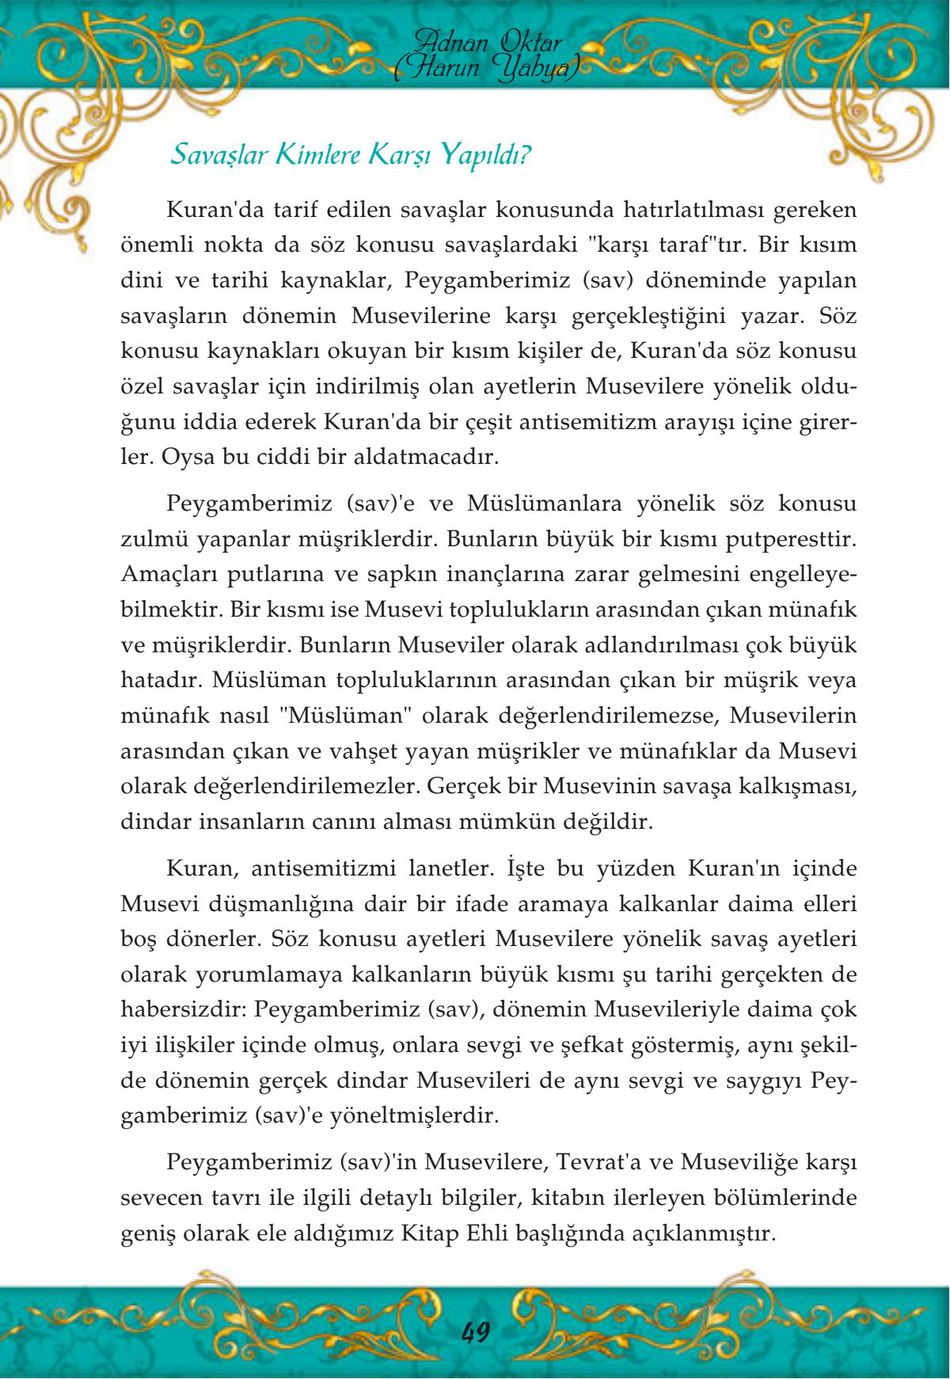 Adnan Oktar
(Harun Yahya)
Savaşlar Kimlere Karşı Yapıldı?
Kuran'da tarif edilen savaşlar konusunda hatırlatılması gereken
önemli nokta da söz konusu savaşlardaki "karşı taraf"tır. Bir kısım
dini ve tarihi kaynaklar, Peygamberimiz (sav) döneminde yapılan
savaşların dönemin Musevilerine karşı gerçekleştiğini yazar. Söz
konusu kaynakları okuyan bir kısım kişiler de, Kuran'da söz konusu
özel savaşlar için indirilmiş olan ayetlerin Musevilere yönelik oldu-
ğunu iddia ederek Kuran'da bir çeşit antisemitizm arayışı içine girer-
ler. Oysa bu ciddi bir aldatmacadır.
Peygamberimiz (sav)'e ve Müslümanlara yönelik söz konusu
zulmü yapanlar müşriklerdir. Bunların büyük bir kısmı putperesttir.
Amaçları putlarına ve sapkın inançlarına zarar gelmesini engelleye-
bilmektir. Bir kısmı ise Musevi toplulukların arasından çıkan münafık
ve müşriklerdir. Bunların Museviler olarak adlandırılması çok büyük
hatadır. Müslüman topluluklarının arasından çıkan bir müşrik veya
münafık nasıl "Müslüman" olarak değerlendirilemezse, Musevilerin
arasından çıkan ve vahşet yayan müşrikler ve münafıklar da Musevi
olarak değerlendirilemezler. Gerçek bir Musevinin savaşa kalkışması,
dindar insanların canını alması mümkün değildir.
Kuran, antisemitizmi lanetler. İşte bu yüzden Kuran'ın içinde
Musevi düşmanlığına dair bir ifade aramaya kalkanlar daima elleri
boş dönerler. Söz konusu ayetleri Musevilere yönelik savaş ayetleri
olarak yorumlamaya kalkanların büyük kısmı şu tarihi gerçekten de
habersizdir: Peygamberimiz (sav), dönemin Musevileriyle daima çok
iyi ilişkiler içinde olmuş, onlara sevgi ve şefkat göstermiş, aynı şekil-
de dönemin gerçek dindar Musevileri de aynı sevgi ve saygıyı Pey-
gamberimiz (sav)'e yöneltmişlerdir.
Peygamberimiz (sav)'in Musevilere, Tevrat'a ve Museviliğe karşı
sevecen tavrı ile ilgili detaylı bilgiler, kitabın ilerleyen bölümlerinde
geniş olarak ele aldığımız Kitap Ehli başlığında açıklanmıştır.
49